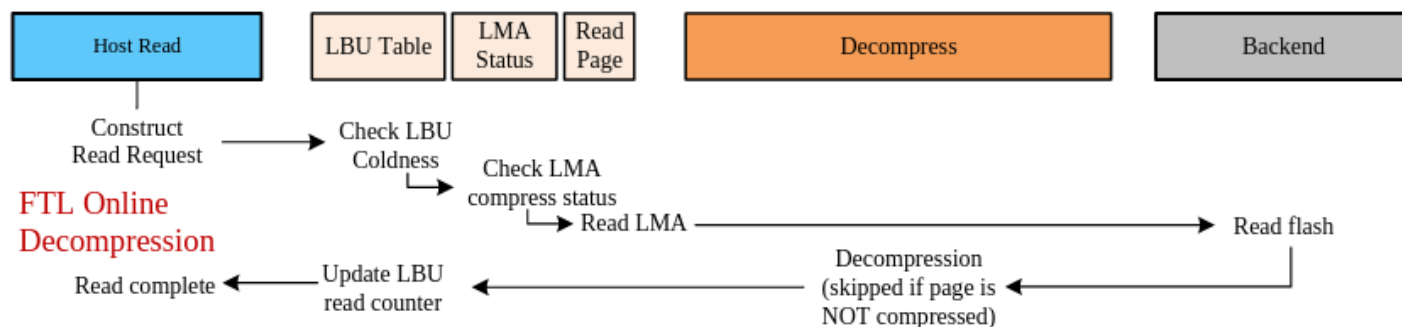 Host Read
LBU Table
LMA
Status
Read
Page
Decompress
Backend
Construct
Read Request
Check LBU
Coldness
Check LMA
compress status
Read LMA
Read flash
FTL Online
Decompression
Decompression
(skipped if page is
NOT compressed)
Update LBU
read counter
Read complete